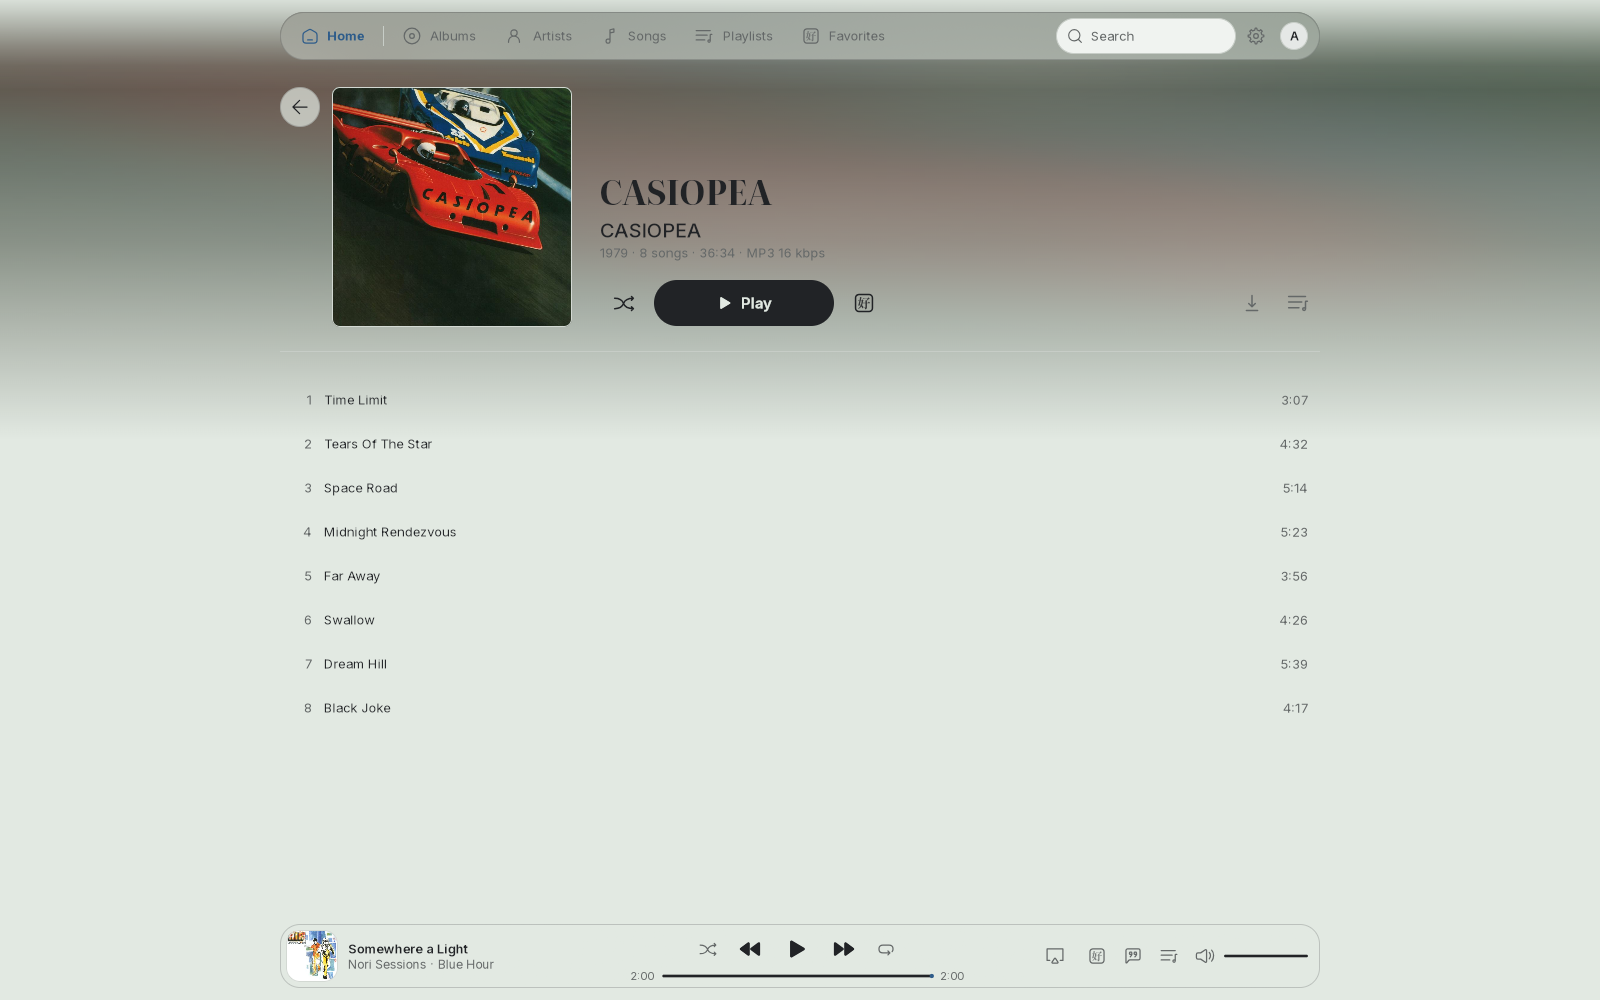 Home
Albums
Artists
Songs
Playlists
好 Favorites
Search
A
CASIOPEA
CASIOPEA
CASIOPEA
1979 · 8 songs · 36:34 · MP3 16 kbps
Play
好
1 Time Limit 3:07
2 Tears Of The Star 4:32
3 Space Road 5:14
4 Midnight Rendezvous 5:23
5 Far Away 3:56
6 Swallow 4:26
7 Dream Hill 5:39
8 Black Joke 4:17
Somewhere a Light
Nori Sessions · Blue Hour
2:00 2:00
好